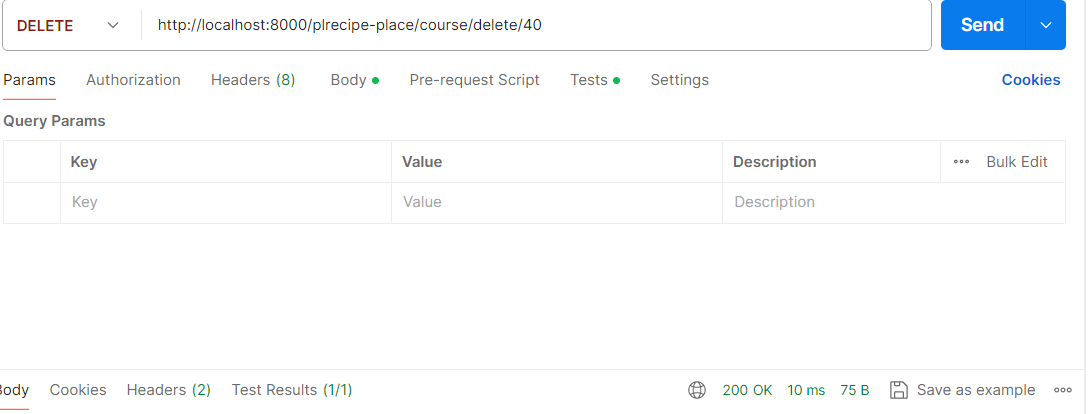 DELETE http://localhost:8000/plrecipe-place/course/delete/40 Send
Params Authorization Headers (8) Body Pre-request Script Tests Settings Cookies
Query Params
Key Value Description Bulk Edit
Key Value Description
Body Cookies Headers (2) Test Results (1/1) 200 OK 10 ms 75 B Save as example